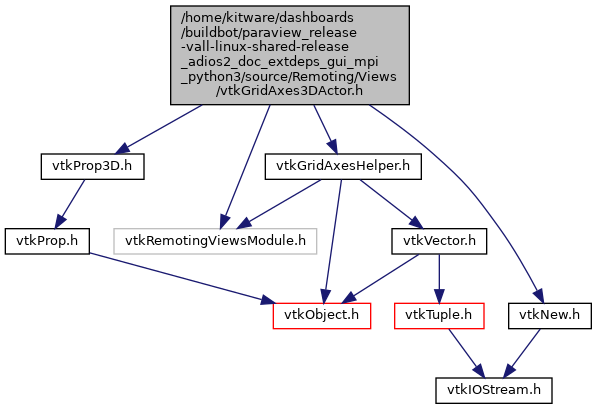 /home/kitware/dashboards
/buildbot/paraview_release
-vall-linux-shared-release
_adios2_doc_extdeps_gui_mpi
_python3/source/Remoting/Views
/vtkGridAxes3DActor.h
vtkProp3D.h
vtkGridAxesHelper.h
vtkProp.h
vtkRemotingViewsModule.h
vtkVector.h
vtkObject.h
vtkTuple.h
vtkNew.h
vtkIOStream.h